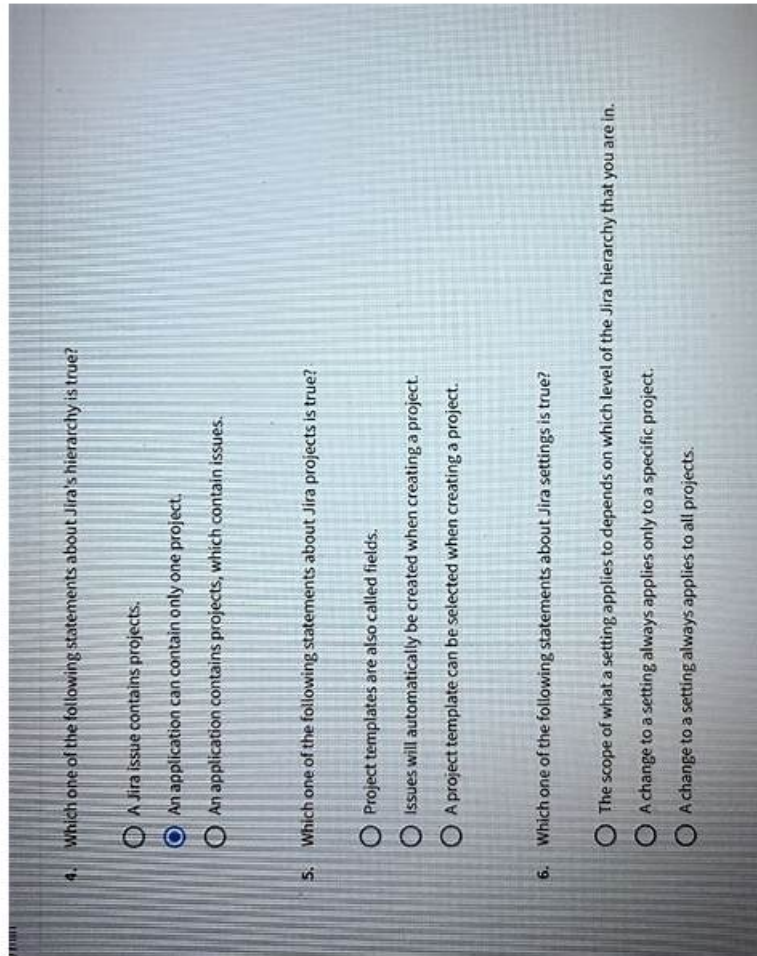 4. Which one of the following statements about Jira's hierarchy is true?
A Jira issue contains projects.
An application can contain only one project.
An application contains projects, which contain issues.
5. Which one of the following statements about Jira projects is true?
Project templates are also called fields.
Issues will automatically be created when creating a project.
A project template can be selected when creating a project.
6. Which one of the following statements about Jira settings is true?
The scope of what a setting applies to depends on which level of the Jira hierarchy that you are in.
A change to a setting always applies only to a specific project.
A change to a setting always applies to all projects.